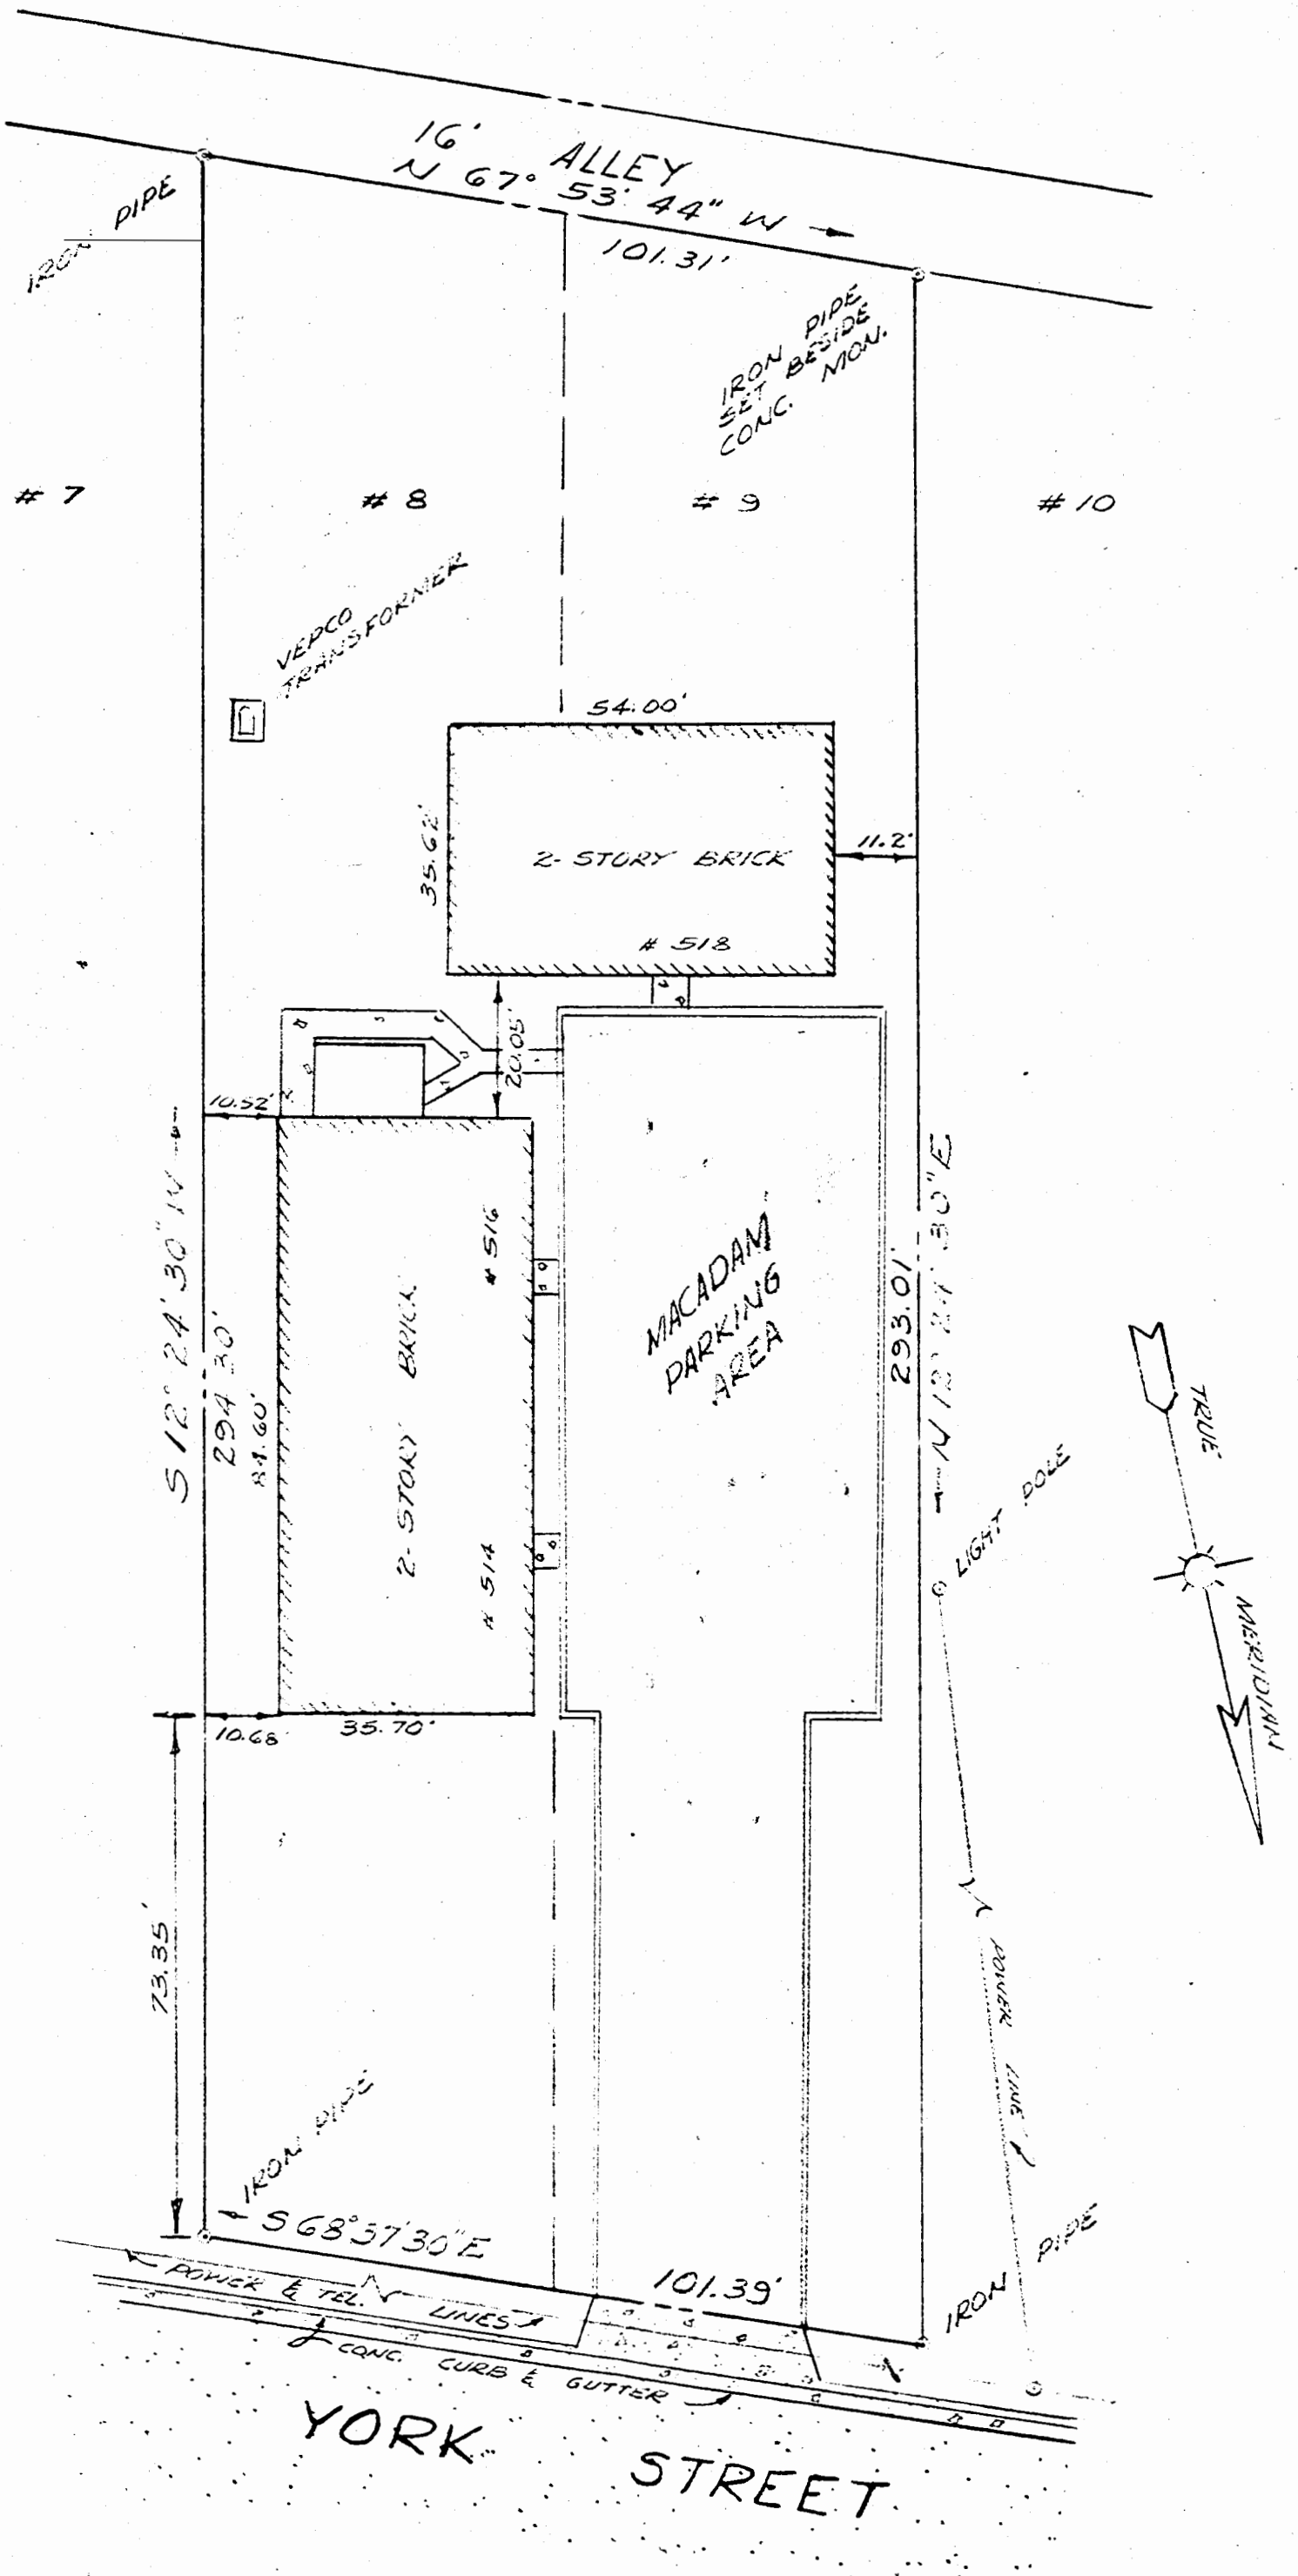 16' ALLEY
N 67° 53' 44" W
101.31'
IRON PIPE
IRON PIPE
SET BESIDE
CONC. MON.
# 7
# 8
# 9
# 10
VEPCO
TRANSFORMER
54.00'
35.62'
2- STORY BRICK
11.2'
# 518
20.05'
10.52'
S 12° 24' 30" W
294.30'
84.60'
2- STORY BRICK
# 516
# 514
MACADAM
PARKING
AREA
293.01'
N 12° 24' 30" E
TRUE
MERIDIAN
LIGHT POLE
POWER LINE
10.68'
35.70'
73.35'
IRON PIPE
S 68° 37' 30" E
101.39'
IRON PIPE
POWER & TEL. LINES
CONC. CURB & GUTTER
YORK STREET